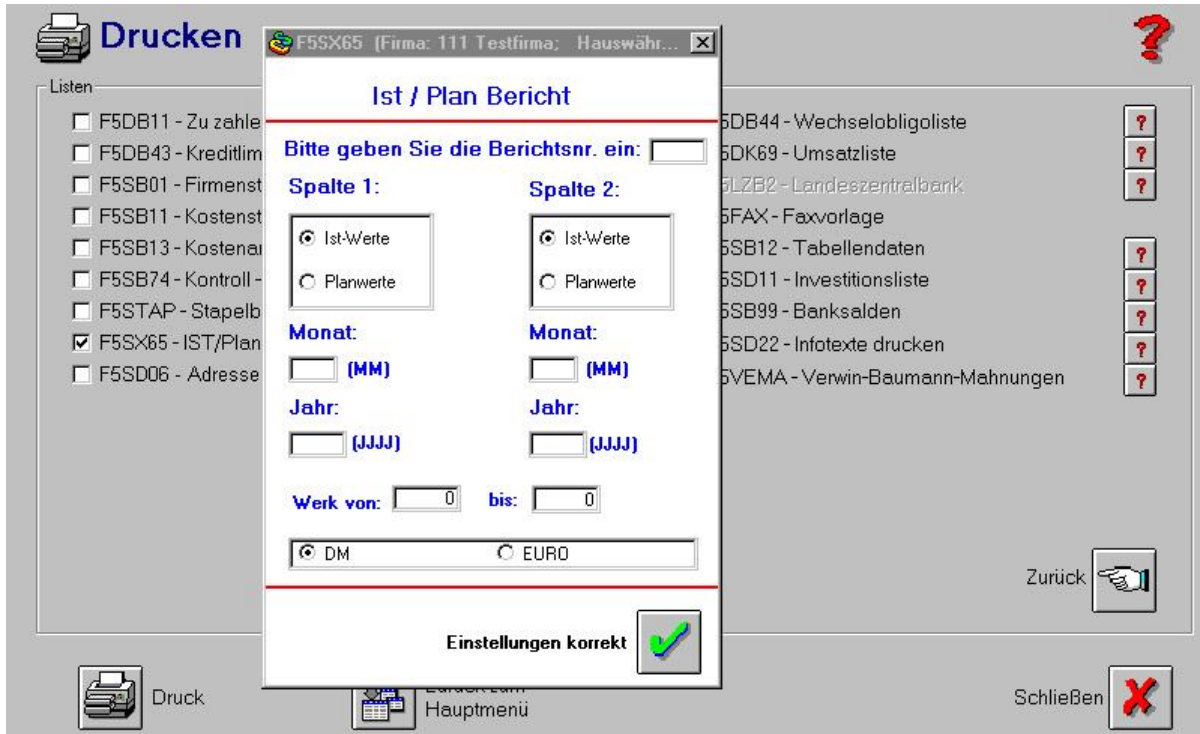 Drucken
Listen
F5DB11 - Zu zahle
F5DB43 - Kreditlim
F5SB01 - Firmenst
F5SB11 - Kostenst
F5SB13 - Kostenar
F5SB74 - Kontroll -
F5STAP - Stapelb
F5SX65 - IST/Plan
F5SD06 - Adresse
F5SX65 (Firma: 111 Testfirma; Hauswähr...
Ist / Plan Bericht
Bitte geben Sie die Berichtsnr. ein:
Spalte 1:
Spalte 2:
Ist-Werte
Ist-Werte
Planwerte
Planwerte
Monat:
Monat:
(MM)
(MM)
Jahr:
Jahr:
(JJJJ)
(JJJJ)
Werk von: 0 bis: 0
DM
EURO
Einstellungen korrekt
5DB44 - Wechselobligoliste
5DK69 - Umsatzliste
5LZB2 - Landeszentralbank
5FAX - Faxvorlage
5SB12 - Tabellendaten
5SD11 - Investitionsliste
5SB99 - Banksalden
5SD22 - Infotexte drucken
5VEMA - Verwin-Baumann-Mahnungen
Zurück
Druck
Zurück zum
Hauptmenü
Schließen